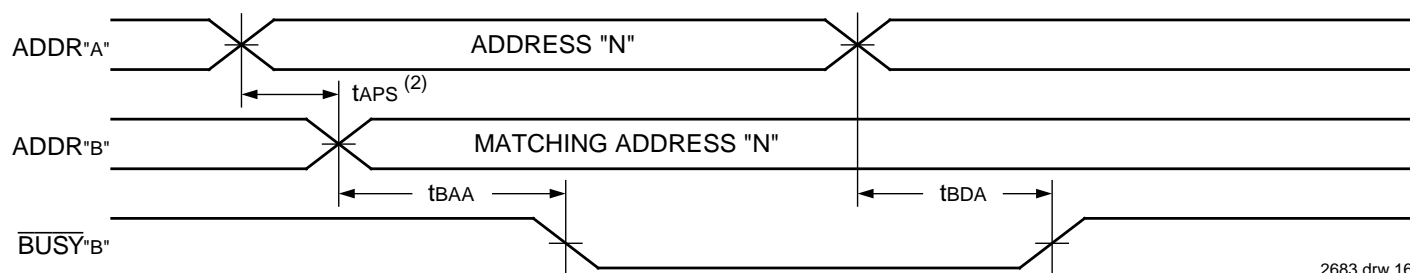 ADDR"A"
ADDRESS "N"
tAPS (2)
ADDR"B"
MATCHING ADDRESS "N"
tBAA
tBDA
BUSY"B"
2683 drw 16